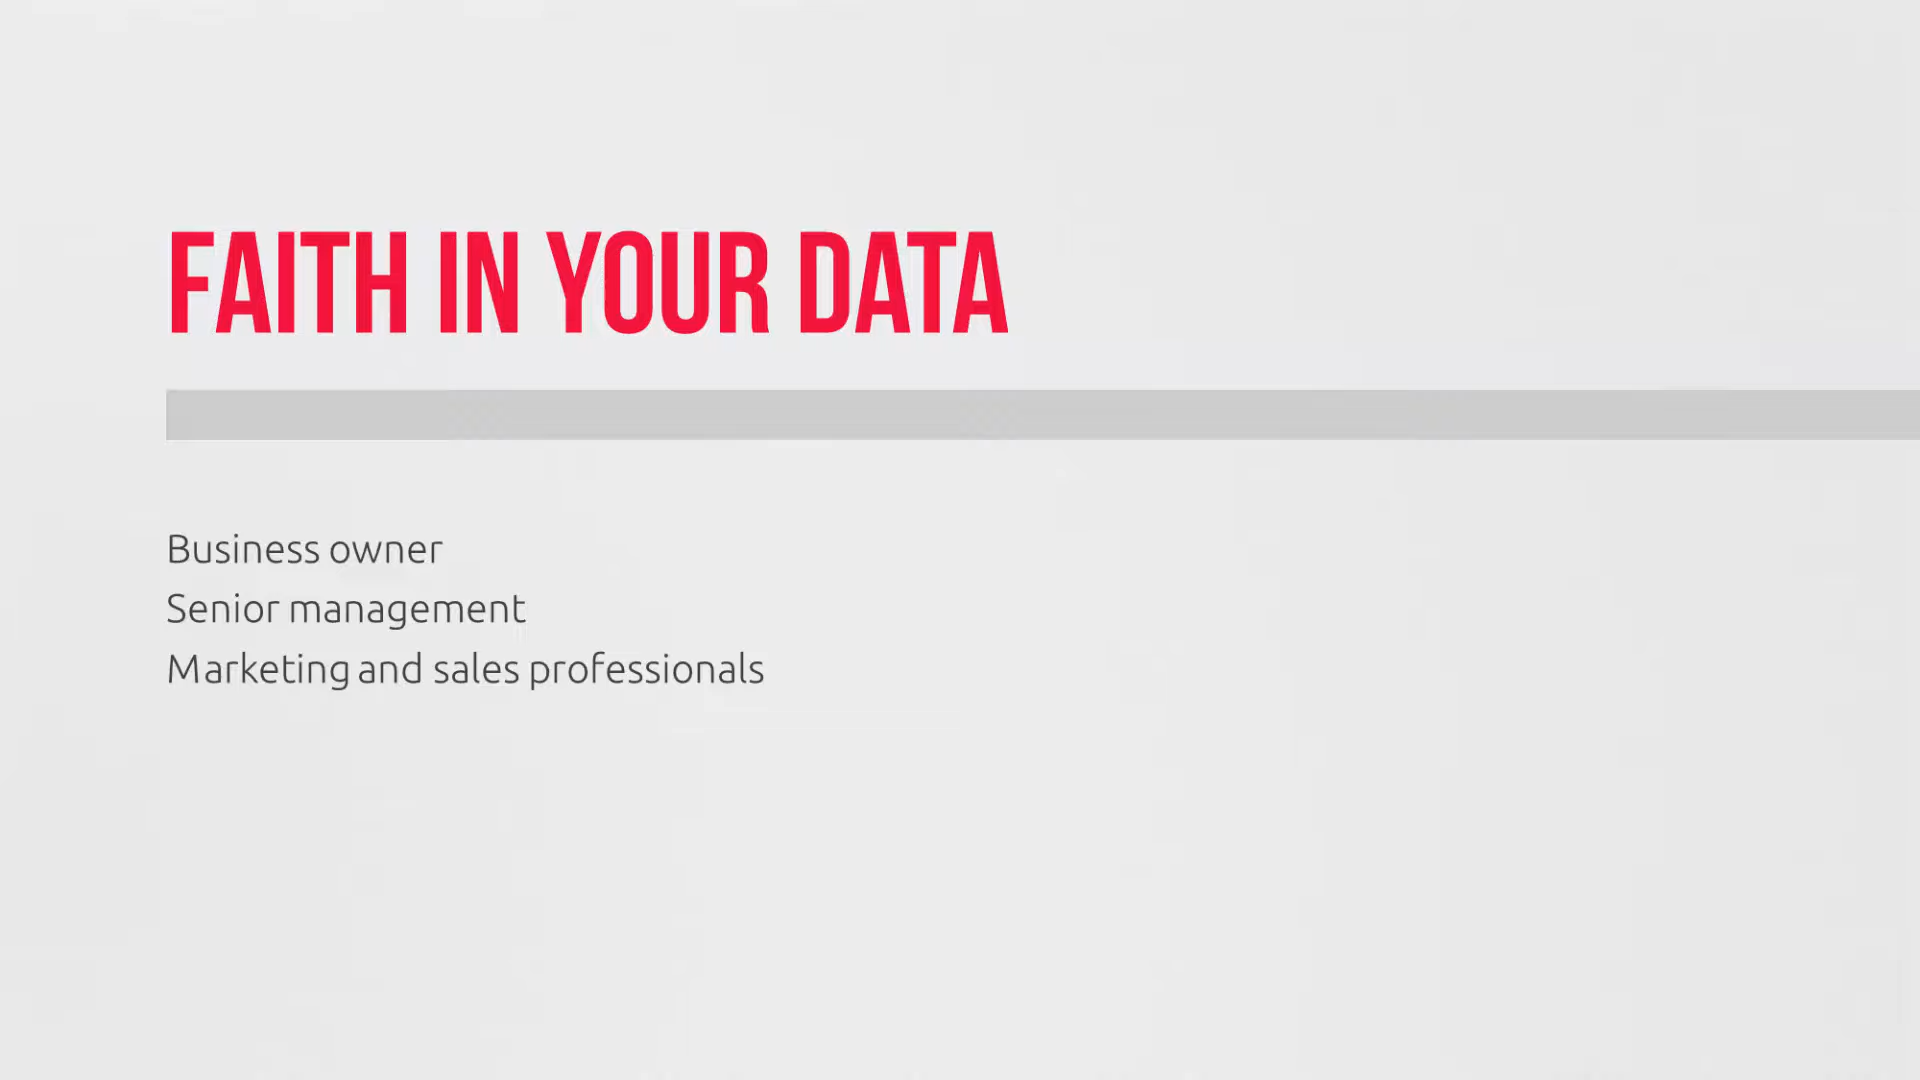 FAITH IN YOUR DATA
Business owner
Senior management
Marketing and sales professionals